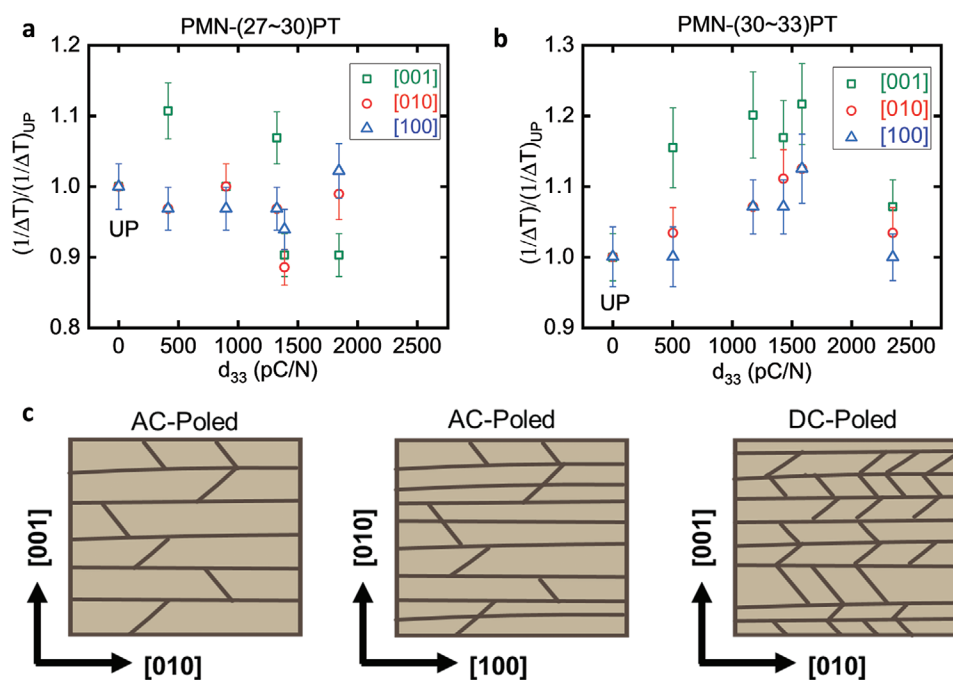 a
PMN-(27~30)PT
1.2
1.1
1.0
0.9
0.8
(1/ΔT)/(1/ΔT)UP
[001]
[010]
[100]
UP
0 500 1000 1500 2000 2500
d33 (pC/N)
b
PMN-(30~33)PT
1.3
1.2
1.1
1.0
0.9
(1/ΔT)/(1/ΔT)UP
[001]
[010]
[100]
UP
0 500 1000 1500 2000 2500
d33 (pC/N)
c
AC-Poled
[001]
[010]
AC-Poled
[010]
[100]
DC-Poled
[001]
[010]